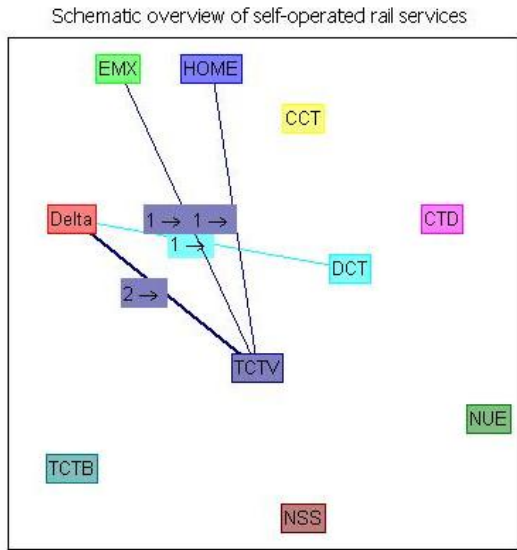 Schematic overview of self-operated rail services
EMX HOME
CCT
Delta 1 → 1 → CTD
1 →
DCT
2 →
TCTV
NUE
TCTB
NSS